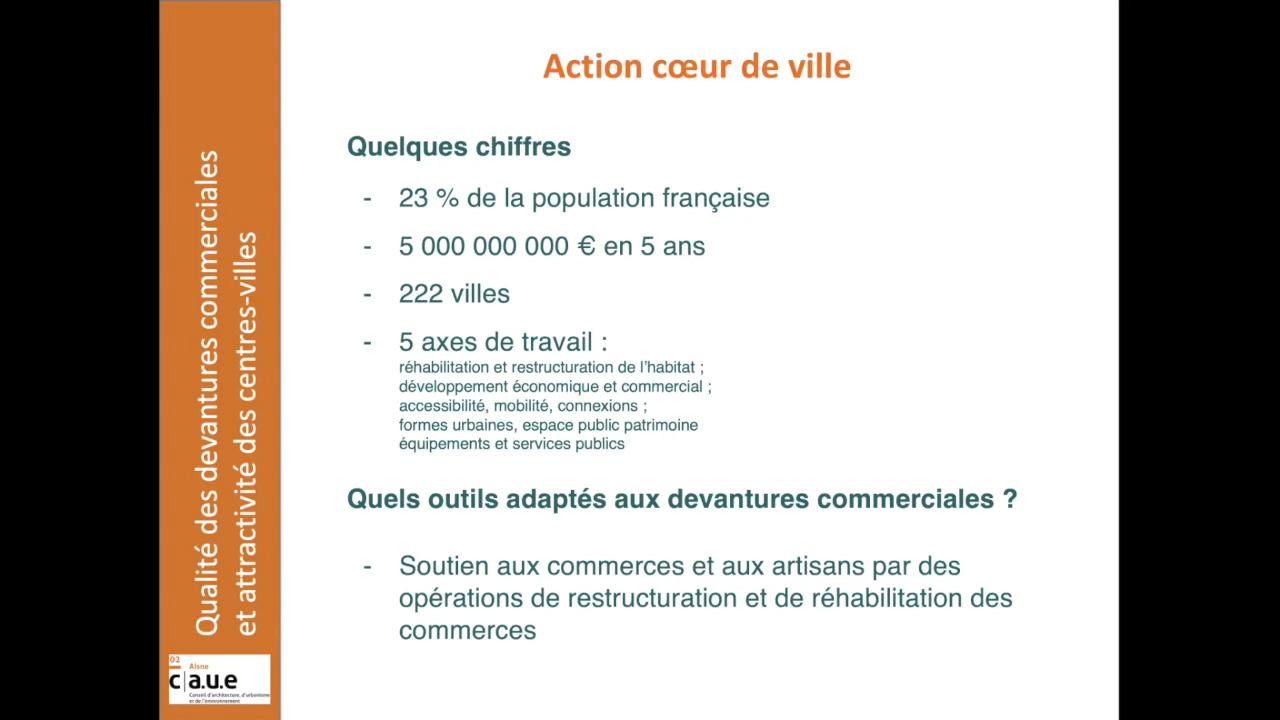 Action cœur de ville
Quelques chiffres
- 23 % de la population française
- 5 000 000 000 € en 5 ans
- 222 villes
- 5 axes de travail :
réhabilitation et restructuration de l'habitat ;
développement économique et commercial ;
accessibilité, mobilité, connexions ;
formes urbaines, espace public patrimoine
équipements et services publics
Quels outils adaptés aux devantures commerciales ?
- Soutien aux commerces et aux artisans par des
opérations de restructuration et de réhabilitation des
commerces
Qualité des devantures commerciales
et attractivité des centres-villes
02
Aisne
c|a.u.e
Conseil d'architecture, d'urbanisme
et de l'environnement